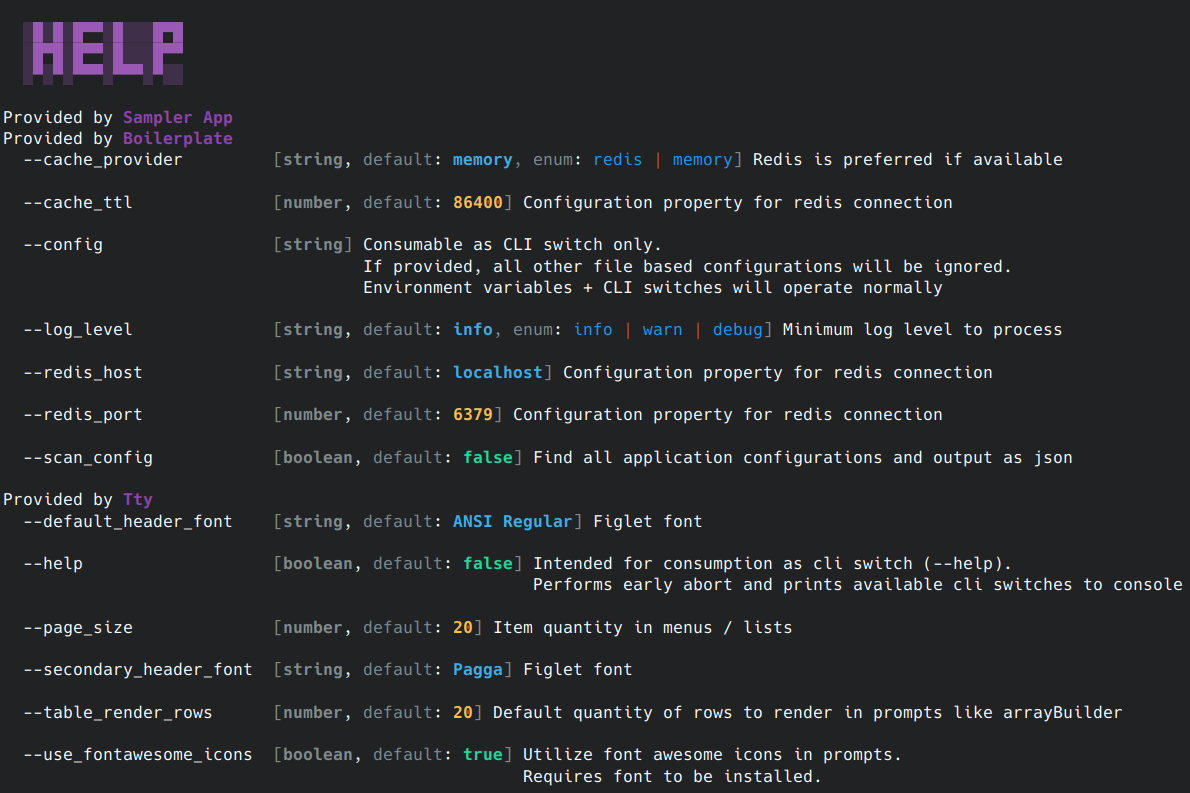 HELP
Provided by Sampler App
Provided by Boilerplate
--cache_provider [string, default: memory, enum: redis | memory] Redis is preferred if available
--cache_ttl [number, default: 86400] Configuration property for redis connection
--config [string] Consumable as CLI switch only.
If provided, all other file based configurations will be ignored.
Environment variables + CLI switches will operate normally
--log_level [string, default: info, enum: info | warn | debug] Minimum log level to process
--redis_host [string, default: localhost] Configuration property for redis connection
--redis_port [number, default: 6379] Configuration property for redis connection
--scan_config [boolean, default: false] Find all application configurations and output as json
Provided by Tty
--default_header_font [string, default: ANSI Regular] Figlet font
--help [boolean, default: false] Intended for consumption as cli switch (--help).
Performs early abort and prints available cli switches to console
--page_size [number, default: 20] Item quantity in menus / lists
--secondary_header_font [string, default: Pagga] Figlet font
--table_render_rows [number, default: 20] Default quantity of rows to render in prompts like arrayBuilder
--use_fontawesome_icons [boolean, default: true] Utilize font awesome icons in prompts.
Requires font to be installed.